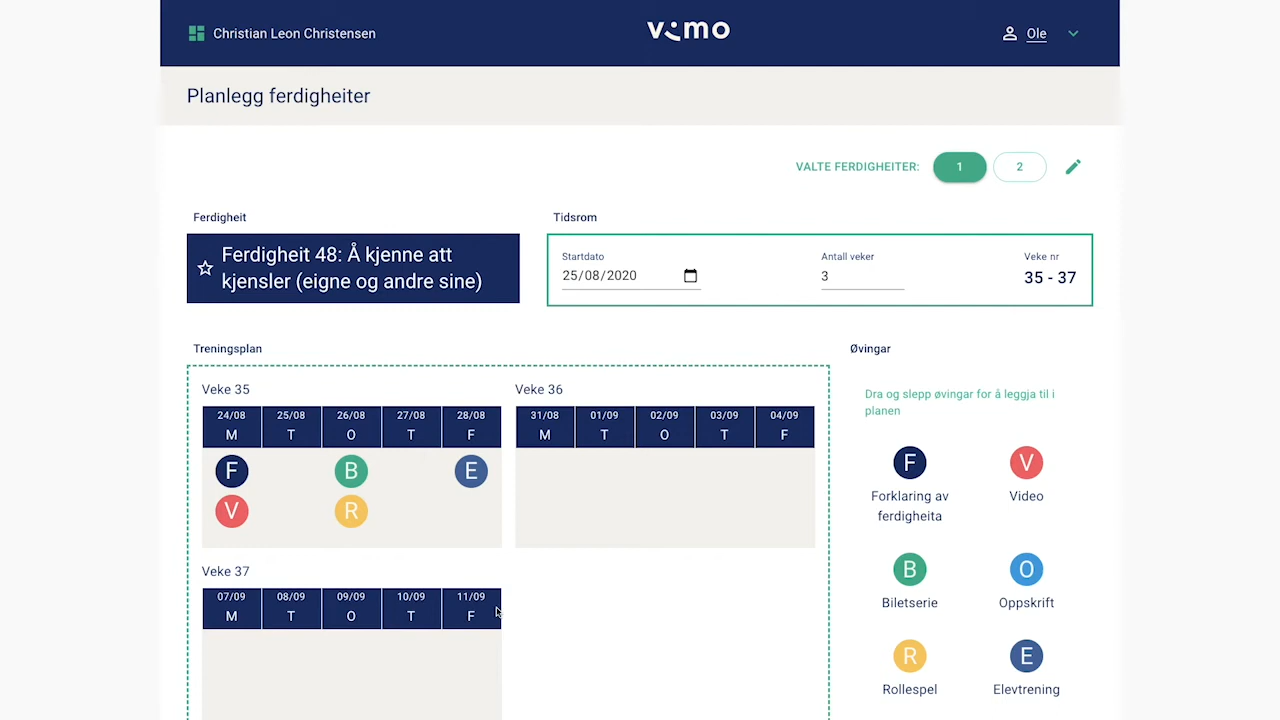 Christian Leon Christensen
vimo
Ole
Planlegg ferdigheiter
VALTE FERDIGHEITER:
1
2
Ferdigheit
Tidsrom
Ferdigheit 48: Å kjenne att
kjensler (eigne og andre sine)
Startdato
Antall veker
Veke nr
25/08/2020
3
35 - 37
Treningsplan
Øvingar
Veke 35
Veke 36
24/08 25/08 26/08 27/08 28/08
M T O T F
31/08 01/09 02/09 03/09 04/09
M T O T F
F B E
V R
Veke 37
07/09 08/09 09/09 10/09 11/09
M T O T F
Dra og slepp øvingar for å leggja til i
planen
F
Forklaring av
ferdigheita
V
Video
B
Biletserie
O
Oppskrift
R
Rollespel
E
Elevtrening